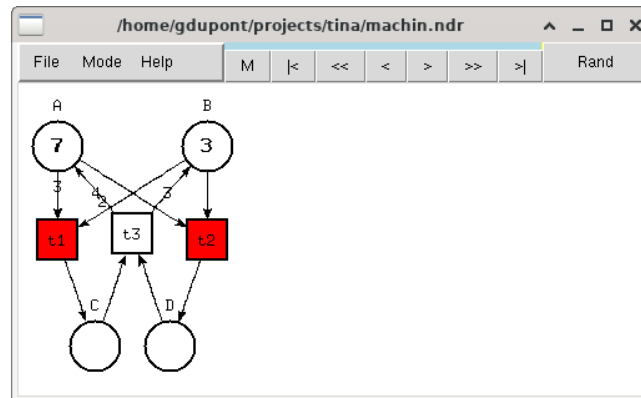 /home/gdupont/projects/tina/machin.ndr
File Mode Help M |< << < > >> >| Rand
A B
7 3
3 4 2 3
t1 t3 t2
C D